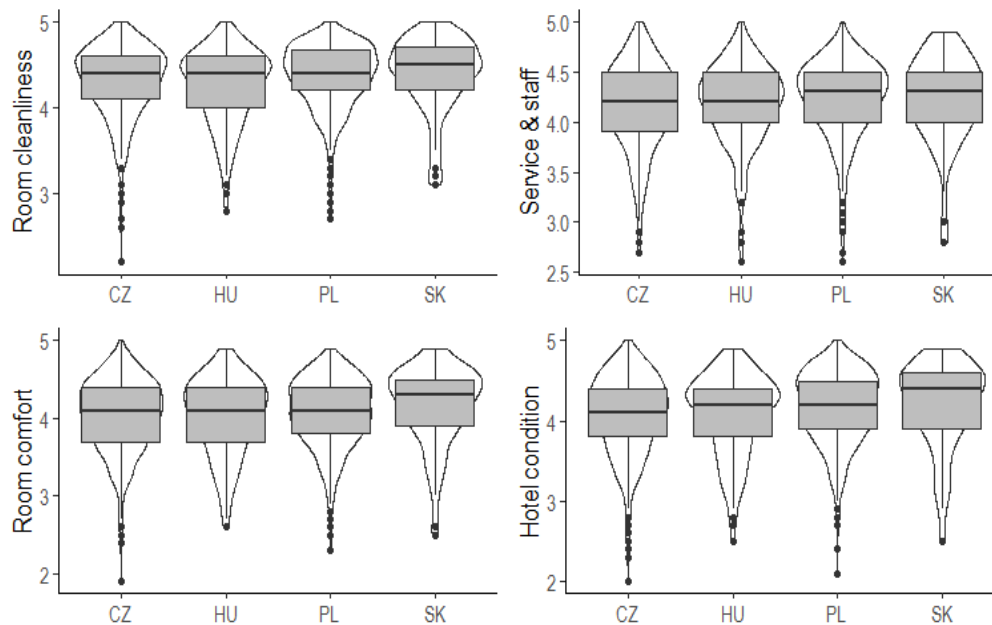 Room cleanliness
5
4
3
CZ HU PL SK
Service & staff
5.0
4.5
4.0
3.5
3.0
2.5
CZ HU PL SK
Room comfort
5
4
3
2
CZ HU PL SK
Hotel condition
5
4
3
2
CZ HU PL SK